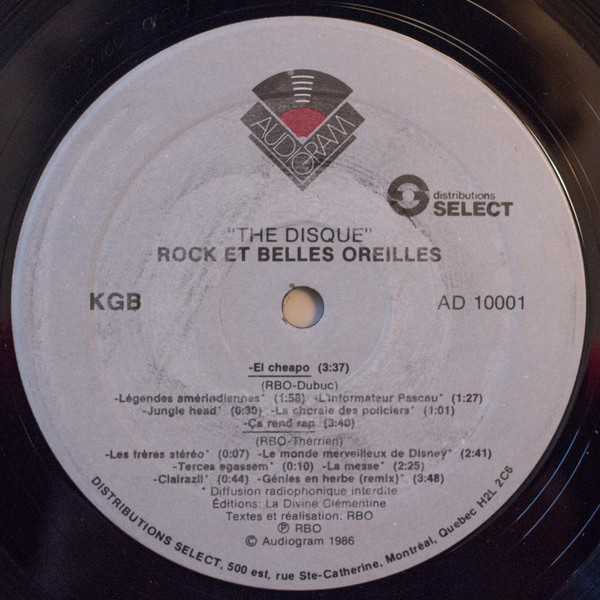 AUDIOGRAM
distributions
SELECT
"THE DISQUE"
ROCK ET BELLES OREILLES
KGB AD 10001
-El cheapo (3:37)
(RBO-Dubuc)
-Légendes amérindiennes* (1:58) -L'informateur Pascau* (1:27)
-Jungle head* (0:30) -La chorale des policiers* (1:01)
-Ça rend rap (3:40)
(RBO-Therrien)
-Les frères stéréo* (0:07) -Le monde merveilleux de Disney* (2:41)
-Tercea egassem* (0:10) -La messe* (2:25)
-Clairazil* (0:44) -Génies en herbe (remix)* (3:48)
* Diffusion radiophonique interdite
Éditions: La Divine Clémentine
Textes et réalisation: RBO
Ⓟ RBO
© Audiogram 1986
DISTRIBUTIONS SELECT, 500 est, rue Ste-Catherine, Montréal, Quebec H2L 2C6